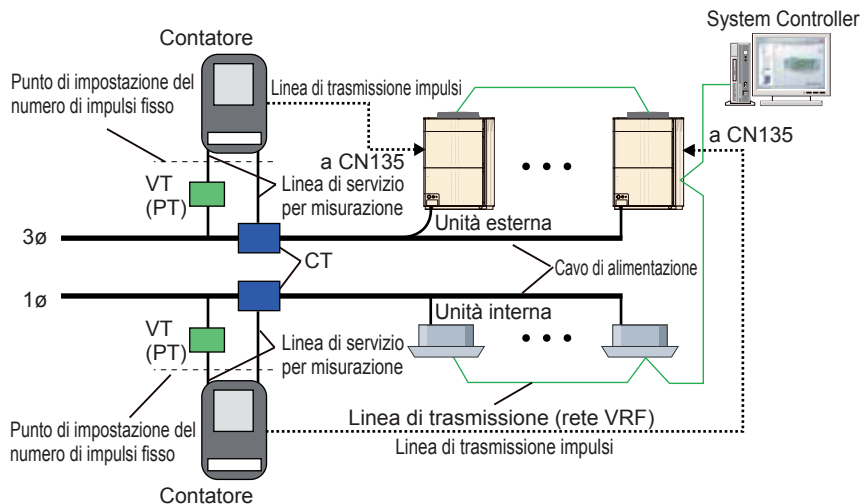 System Controller
Contatore
Punto di impostazione del
numero di impulsi fisso
Linea di trasmissione impulsi
a CN135
a CN135
VT
(PT)
Linea di servizio
per misurazione
Unità esterna
3ø
CT
Cavo di alimentazione
1ø
Unità interna
VT
(PT)
Linea di servizio
per misurazione
Linea di trasmissione (rete VRF)
Punto di impostazione del
numero di impulsi fisso
Linea di trasmissione impulsi
Contatore